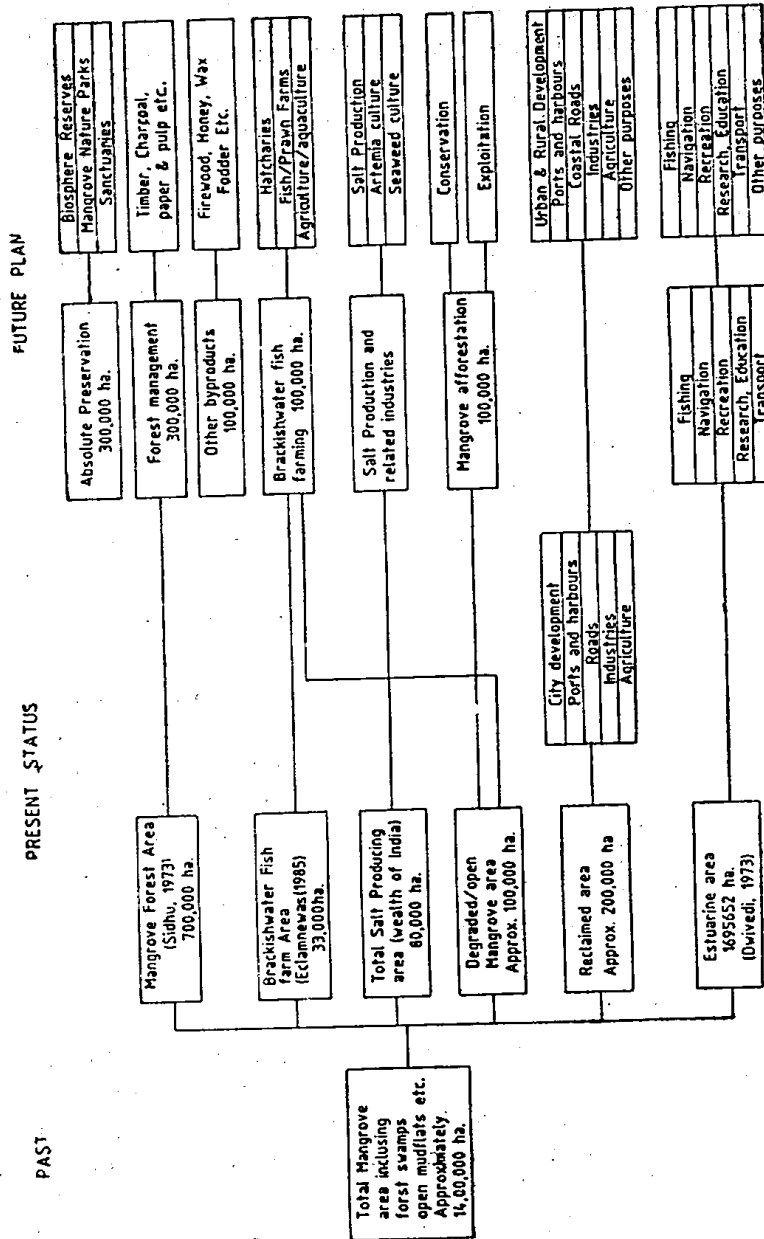 PAST
PRESENT STATUS
FUTURE PLAN
Total Mangrove
area inclusing
forst swamps
open mudflats etc.
Approximately
14,00,000 ha.
Mangrove Forest Area
(Sidhu, 1973)
700,000 ha.
Brackishwater Fish
farm Area
(Eclamnewas(1985)
33,000ha.
Total Salt Producing
area (wealth of India)
80,000 ha.
Degraded/open
Mangrove area
Approx. 100,000 ha.
Reclaimed area
Approx. 200,000 ha
Estuarine area
1695652 ha.
(Dwivedi, 1973)
City development
Ports and harbours
Roads
Industries
Agriculture
Absolute Preservation
300,000 ha.
Forest management
300,000 ha.
Other byproducts
100,000 ha.
Brackishwater fish
farming 100,000 ha.
Salt Production and
related industries
Mangrove afforestation
100,000 ha.
Fishing
Navigation
Recreation
Research, Education
Transport
Biosphere Reserves
Mangrove Nature Parks
Sanctuaries
Timber, Chargoal,
paper & pulp etc.
Firewood, Honey, Wax
Fodder Etc.
Hatcharies
Fish/Prawn Farms
Agriculture/aquaculture
Salt Production
Artemia culture
Seaweed culture
Conservation
Exploitation
Urban & Rural Development
Ports and harbours
Coastal Roads
Industries
Agriculture
Other purposes
Fishing
Navigation
Recreation
Research, Education
Transport
Other purposes